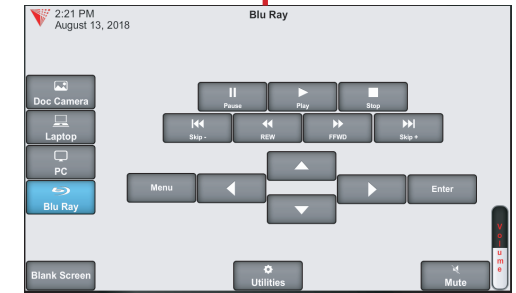 2:21 PM
August 13, 2018
Blu Ray
Doc Camera
Laptop
PC
Blu Ray
Pause
Play
Stop
Skip -
REW
FFWD
Skip +
Menu
Enter
Volume
Blank Screen
Utilities
Mute